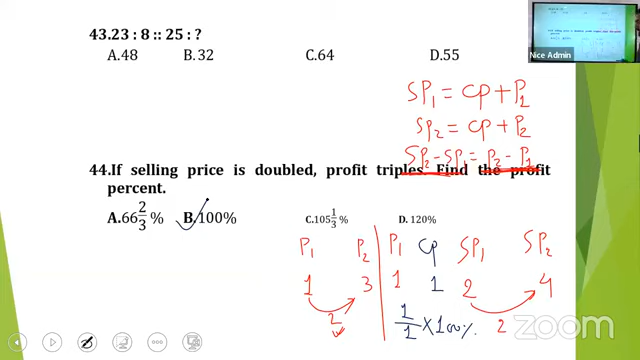 43.23 : 8 :: 25 : ?
A.48 B.32 C.64 D.55
Nice Admin
SP1 = CP + P1
SP2 = CP + P2
SP2 - SP1 = P2 - P1
44.If selling price is doubled, profit triples. Find the profit
percent.
A.66 2/3 % B.100% C.105 1/3 % D. 120%
P1 P2 P1 CP SP1 SP2
1 3 1 1 2 4
2 2
1/1 × 100%
zoom